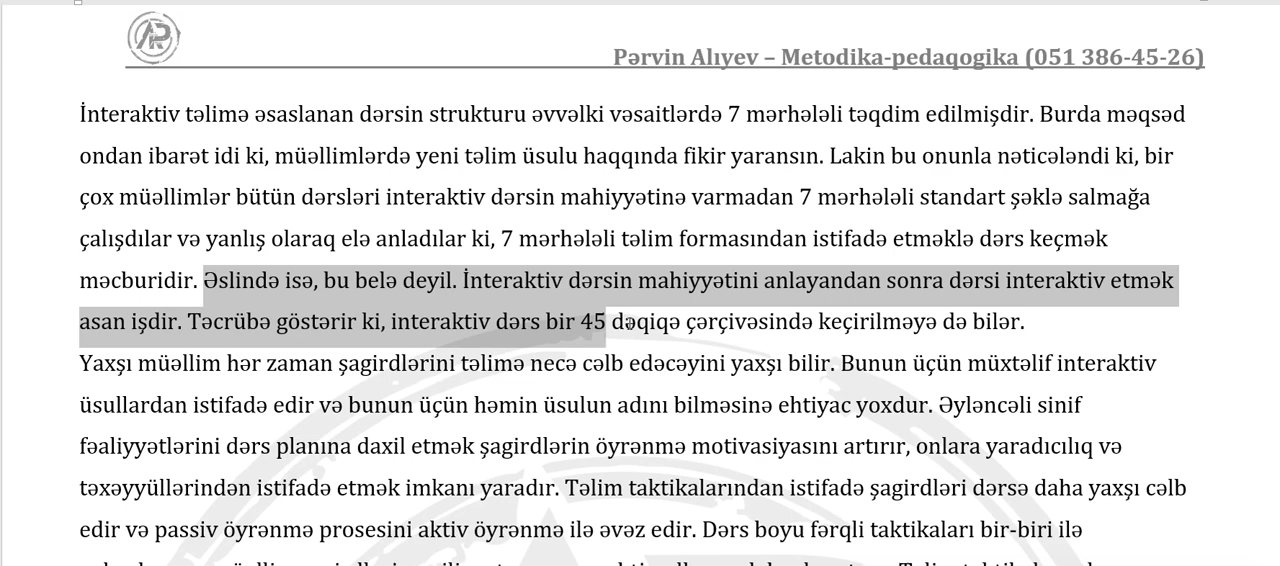 Pərvin Alıyev – Metodika-pedaqogika (051 386-45-26)
İnteraktiv təlimə əsaslanan dərsin strukturu əvvəlki vəsaitlərdə 7 mərhələli təqdim edilmişdir. Burda məqsəd
ondan ibarət idi ki, müəllimlərdə yeni təlim üsulu haqqında fikir yaransın. Lakin bu onunla nəticələndi ki, bir
çox müəllimlər bütün dərsləri interaktiv dərsin mahiyyətinə varmadan 7 mərhələli standart şəklə salmağa
çalışdılar və yanlış olaraq elə anladılar ki, 7 mərhələli təlim formasından istifadə etməklə dərs keçmək
məcburidir. Əslində isə, bu belə deyil. İnteraktiv dərsin mahiyyətini anlayandan sonra dərsi interaktiv etmək
asan işdir. Təcrübə göstərir ki, interaktiv dərs bir 45 dəqiqə çərçivəsində keçirilməyə də bilər.
Yaxşı müəllim hər zaman şagirdlərini təlimə necə cəlb edəcəyini yaxşı bilir. Bunun üçün müxtəlif interaktiv
üsullardan istifadə edir və bunun üçün həmin üsulun adını bilməsinə ehtiyac yoxdur. Əyləncəli sinif
fəaliyyətlərini dərs planına daxil etmək şagirdlərin öyrənmə motivasiyasını artırır, onlara yaradıcılıq və
təxəyyüllərindən istifadə etmək imkanı yaradır. Təlim taktikalarından istifadə şagirdləri dərsə daha yaxşı cəlb
edir və passiv öyrənmə prosesini aktiv öyrənmə ilə əvəz edir. Dərs boyu fərqli taktikaları bir-biri ilə